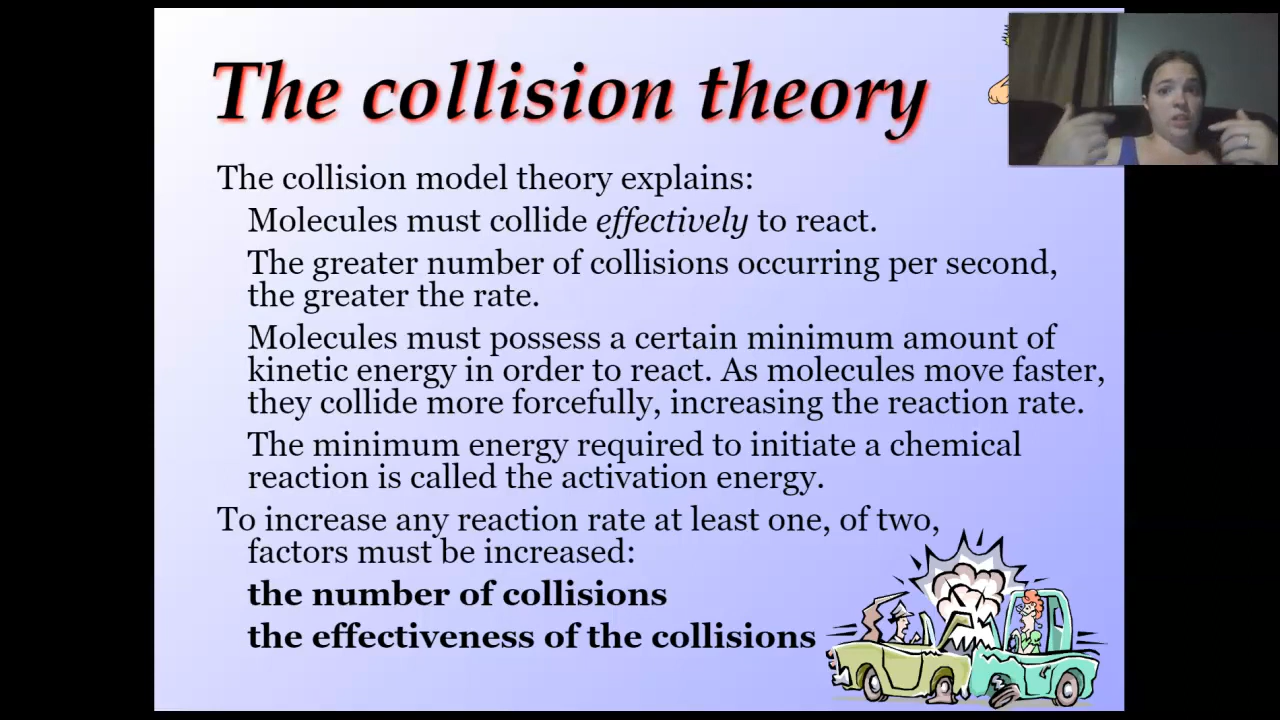 The collision theory
The collision model theory explains:
Molecules must collide effectively to react.
The greater number of collisions occurring per second,
the greater the rate.
Molecules must possess a certain minimum amount of
kinetic energy in order to react. As molecules move faster,
they collide more forcefully, increasing the reaction rate.
The minimum energy required to initiate a chemical
reaction is called the activation energy.
To increase any reaction rate at least one, of two,
factors must be increased:
the number of collisions
the effectiveness of the collisions